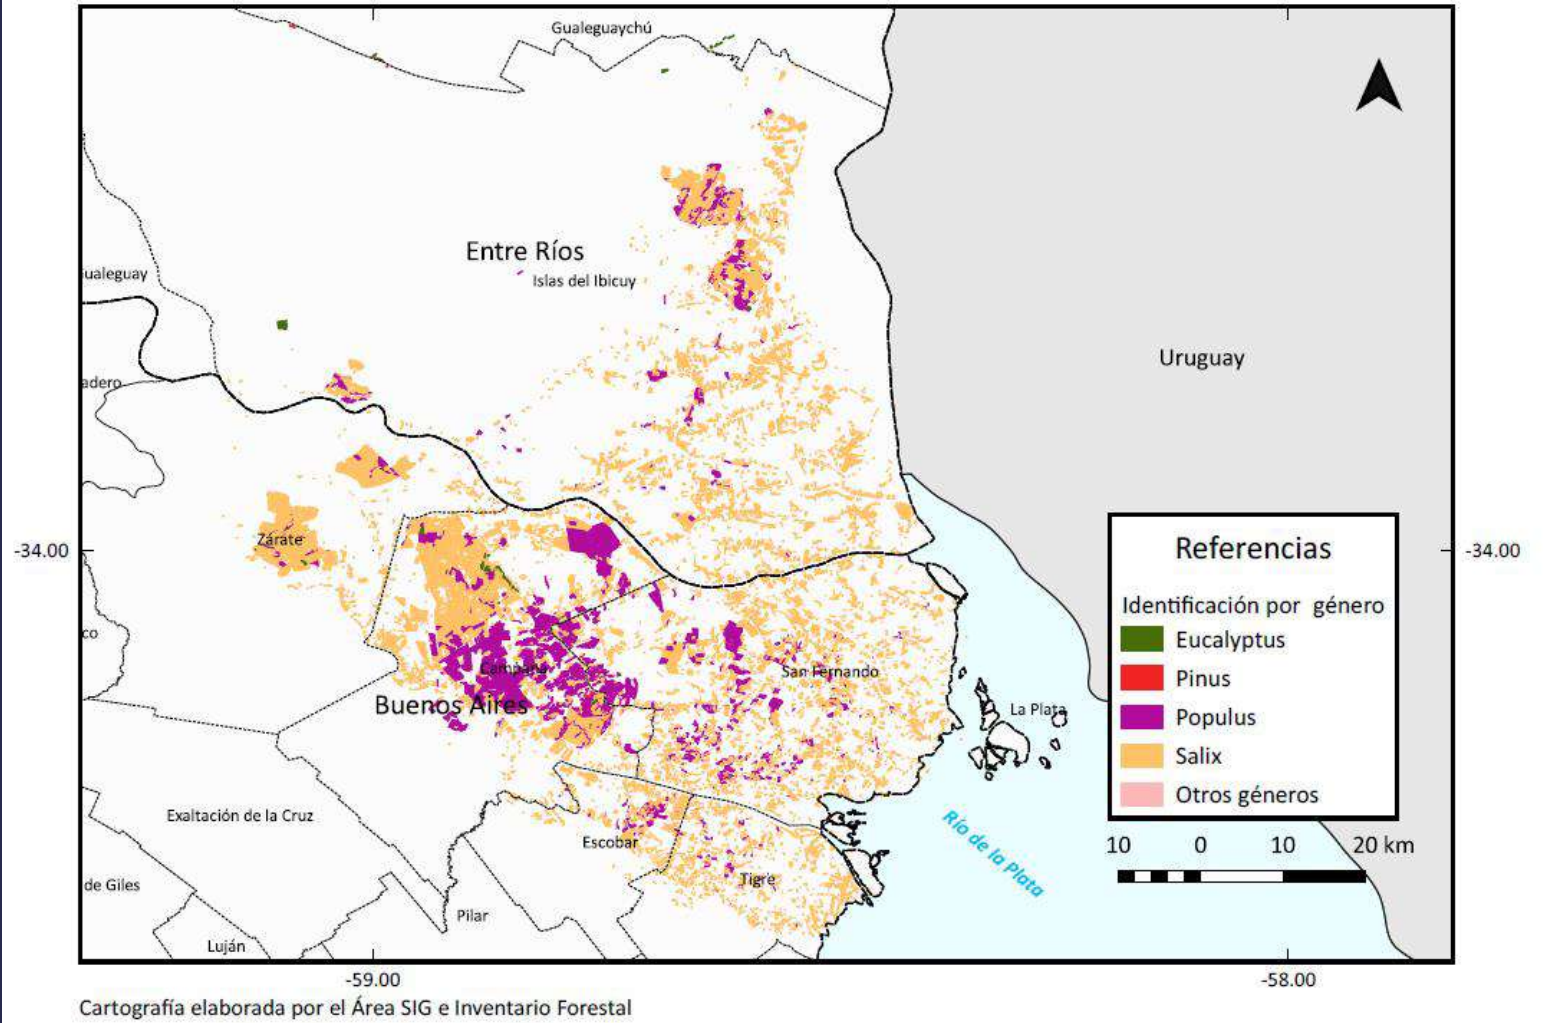 Gualeguaychú
Entre Ríos
ualeguay
Islas del Ibicuy
Uruguay
adero
Zárate
-34.00
-34.00
Referencias
Identificación por género
Eucalyptus
Pinus
Populus
Salix
Otros géneros
co
Campana
San Fernando
Buenos Aires
La Plata
Exaltación de la Cruz
Río de la Plata
Escobar
10 0 10 20 km
Tigre
de Giles
Pilar
Luján
-59.00
-58.00
Cartografía elaborada por el Área SIG e Inventario Forestal